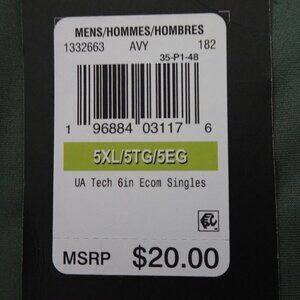 MENS/HOMMES/HOMBRES
1332663 AVY 182
35-P1-48
1 96884 03117 6
5XL/5TG/5EG
UA Tech 6in Ecom Singles
MSRP $20.00